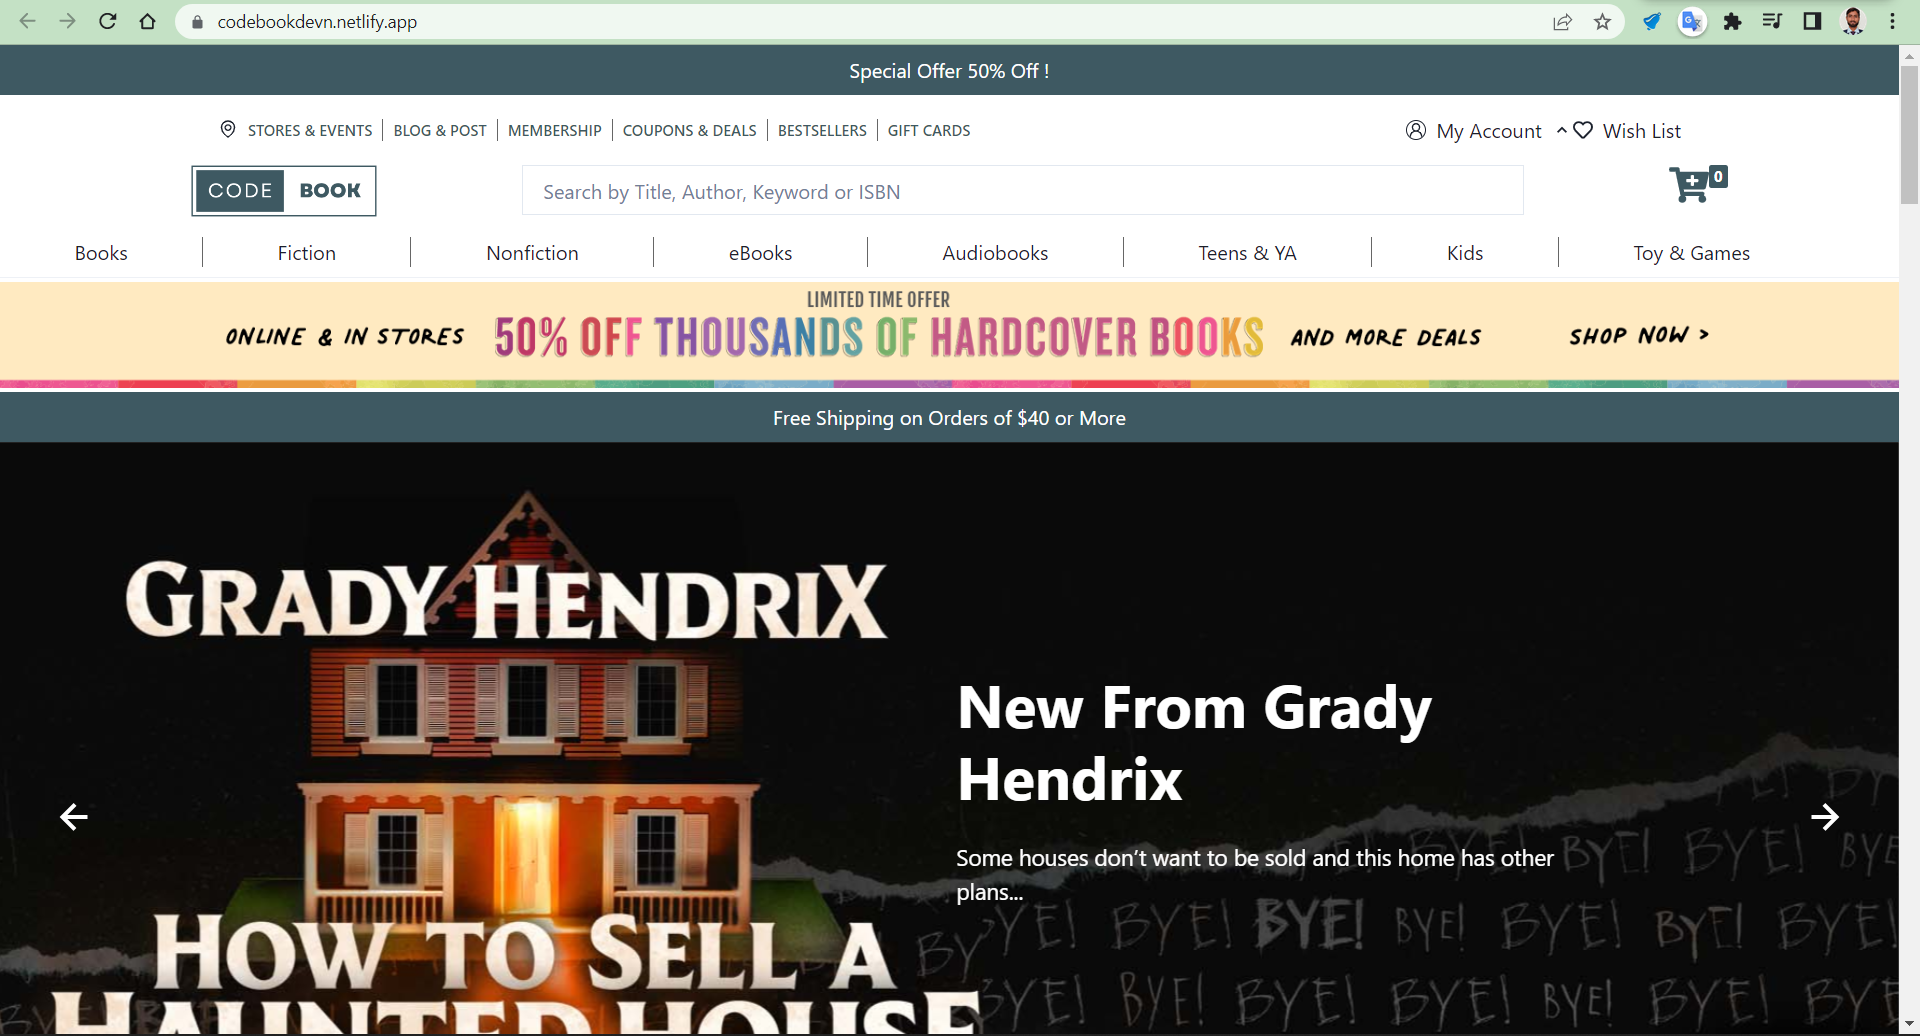 codebookdevn.netlify.app
Special Offer 50% Off !
STORES & EVENTS
BLOG & POST
MEMBERSHIP
COUPONS & DEALS
BESTSELLERS
GIFT CARDS
My Account
Wish List
CODE BOOK
Search by Title, Author, Keyword or ISBN
0
Books
Fiction
Nonfiction
eBooks
Audiobooks
Teens & YA
Kids
Toy & Games
LIMITED TIME OFFER
ONLINE & IN STORES
50% OFF THOUSANDS OF HARDCOVER BOOKS
AND MORE DEALS
SHOP NOW >
Free Shipping on Orders of $40 or More
GRADY HENDRIX
HOW TO SELL A
HAUNTED HOUSE
New From Grady
Hendrix
Some houses don’t want to be sold and this home has other
plans...
BYE! BYE! BYE! BYE!
BYE! BYE! BYE! BYE! BYE! BYE! BYE!
BYE! BYE! BYE! BYE! BYE! BYE! BYE!